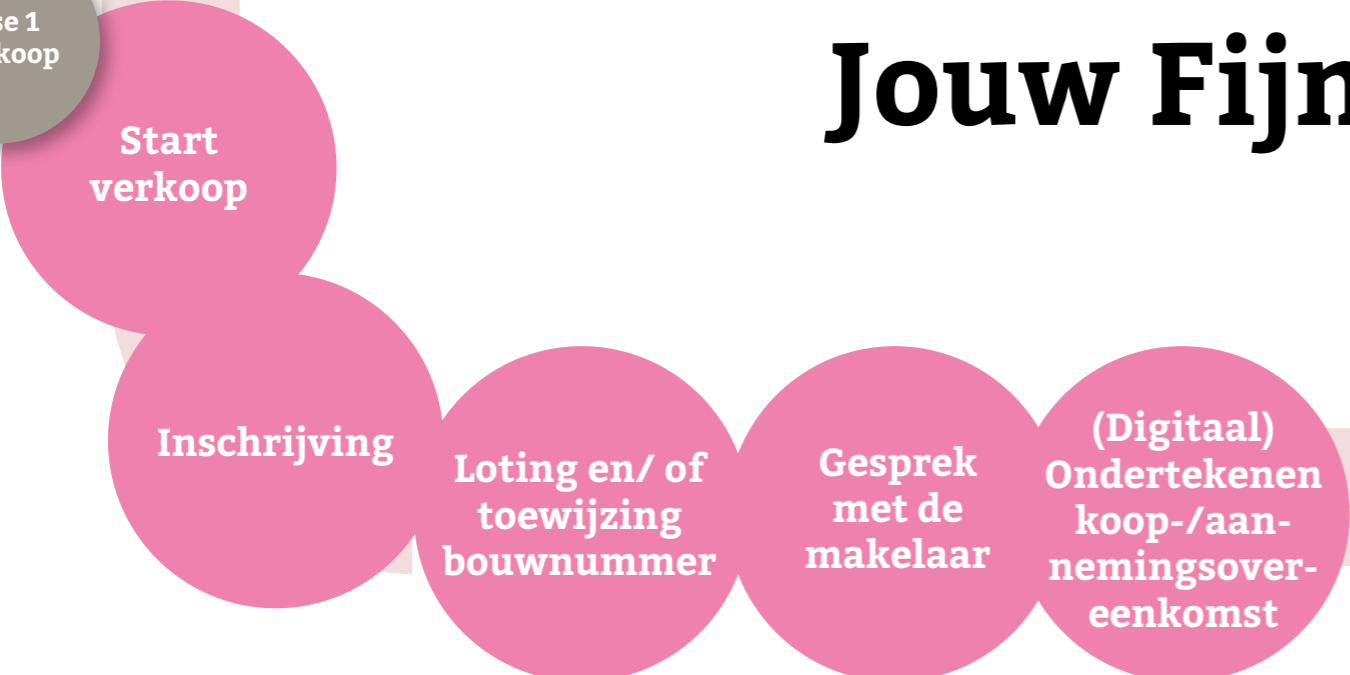 se 1
koop
Jouw Fijn
Start
verkoop
Inschrijving
Loting en/ of
toewijzing
bouwnummer
Gesprek
met de
makelaar
(Digitaal)
Ondertekenen
koop-/aan-
nemingsover-
eenkomst